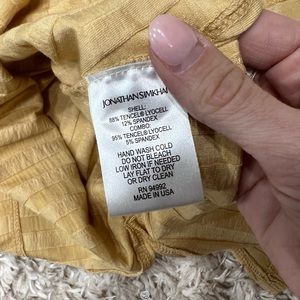 JONATHAN SIMKHAI
SHELL:
88% TENCEL® LYOCELL
12% SPANDEX
COMBO:
95% TENCEL® LYOCELL
5% SPANDEX
HAND WASH COLD
DO NOT BLEACH
LOW IRON IF NEEDED
LAY FLAT TO DRY
OR DRY CLEAN
RN 94992
MADE IN USA